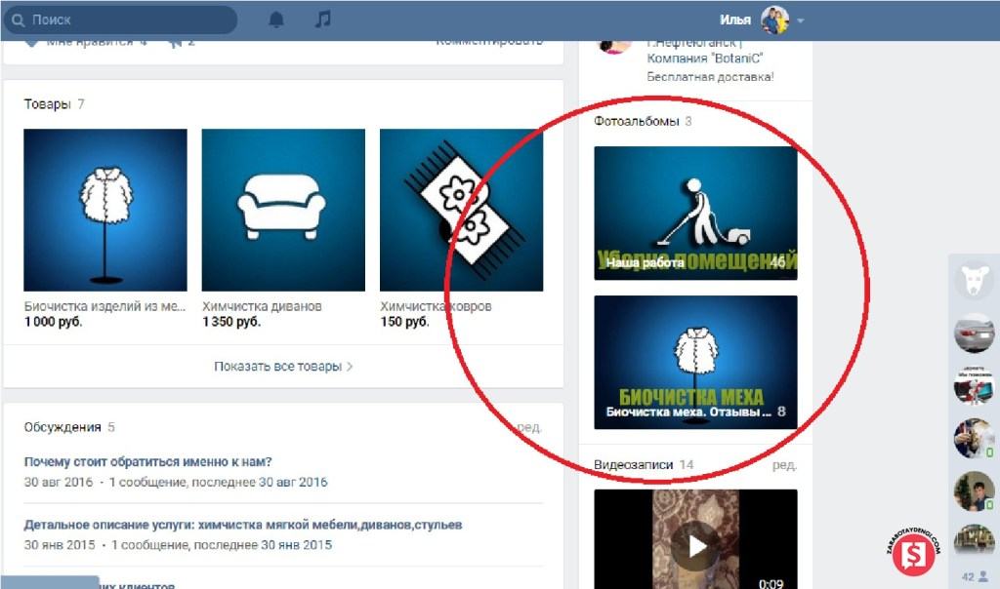 Поиск
Илья
Мне нравится 4 2
Комментировать
г.Нефтеюганск |
Компания "BotaniC"
Бесплатная доставка!
Товары 7
Биочистка изделий из ме...
1 000 руб.
Химчистка диванов
1 350 руб.
Химчистка ковров
150 руб.
Показать все товары
Фотоальбомы 3
Уборка помещений
Наша работа 46
БИОЧИСТКА МЕХА
Биочистка меха. Отзывы ... 8
Обсуждения 5
ред.
Почему стоит обратиться именно к нам?
30 авг 2016 · 1 сообщение, последнее 30 авг 2016
Детальное описание услуги: химчистка мягкой мебели,диванов,стульев
30 янв 2015 · 1 сообщение, последнее 30 янв 2015
клиентов
Видеозаписи 14
ред.
0:09
ZARABOTAYDENGI.COM
42